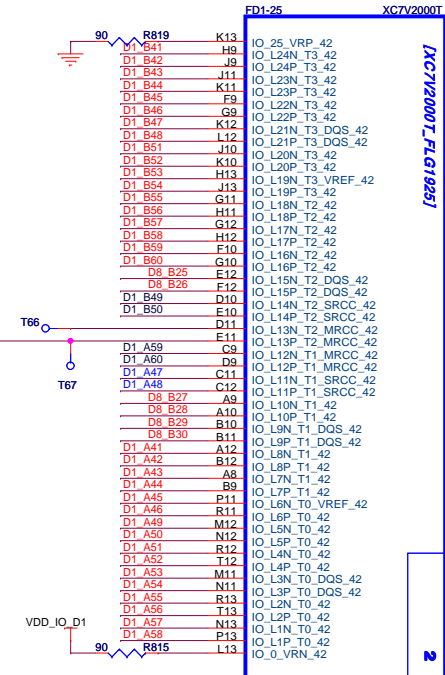 FD1-25 XC7V2000T
90 R819 K13 IO_25_VRP_42
D1_B41 H9 IO_L24N_T3_42
D1_B42 J9 IO_L24P_T3_42
D1_B43 J11 IO_L23N_T3_42
D1_B44 K11 IO_L23P_T3_42
D1_B45 F9 IO_L22N_T3_42
D1_B46 G9 IO_L22P_T3_42
D1_B47 K12 IO_L21N_T3_DQS_42
D1_B48 L12 IO_L21P_T3_DQS_42
D1_B51 J10 IO_L20N_T3_42
D1_B52 K10 IO_L20P_T3_42
D1_B53 H13 IO_L19N_T3_VREF_42
D1_B54 J13 IO_L19P_T3_42
D1_B55 G11 IO_L18N_T2_42
D1_B56 H11 IO_L18P_T2_42
D1_B57 G12 IO_L17N_T2_42
D1_B58 H12 IO_L17P_T2_42
D1_B59 F10 IO_L16N_T2_42
D1_B60 G10 IO_L16P_T2_42
D8_B25 E12 IO_L15N_T2_DQS_42
D8_B26 F12 IO_L15P_T2_DQS_42
D1_B49 D10 IO_L14N_T2_SRCC_42
D1_B50 E10 IO_L14P_T2_SRCC_42
T66 D11 IO_L13N_T2_MRCC_42
E11 IO_L13P_T2_MRCC_42
D1_A59 C9 IO_L12N_T1_MRCC_42
D1_A60 D9 IO_L12P_T1_MRCC_42
D1_A47 C11 IO_L11N_T1_SRCC_42
T67
D1_A48 C12 IO_L11P_T1_SRCC_42
D8_B27 A9 IO_L10N_T1_42
D8_B28 A10 IO_L10P_T1_42
D8_B29 B10 IO_L9N_T1_DQS_42
D8_B30 B11 IO_L9P_T1_DQS_42
D1_A41 A12 IO_L8N_T1_42
D1_A42 B12 IO_L8P_T1_42
D1_A43 A8 IO_L7N_T1_42
D1_A44 B9 IO_L7P_T1_42
D1_A45 P11 IO_L6N_T0_VREF_42
D1_A46 R11 IO_L6P_T0_42
D1_A49 M12 IO_L5N_T0_42
D1_A50 N12 IO_L5P_T0_42
D1_A51 R12 IO_L4N_T0_42
D1_A52 T12 IO_L4P_T0_42
D1_A53 M11 IO_L3N_T0_DQS_42
D1_A54 N11 IO_L3P_T0_DQS_42
D1_A55 R13 IO_L2N_T0_42
D1_A56 T13 IO_L2P_T0_42
VDD_IO_D1
D1_A57 N13 IO_L1N_T0_42
D1_A58 P13 IO_L1P_T0_42
90 R815 L13 IO_0_VRN_42
[XC7V2000T_FLG1925]
2